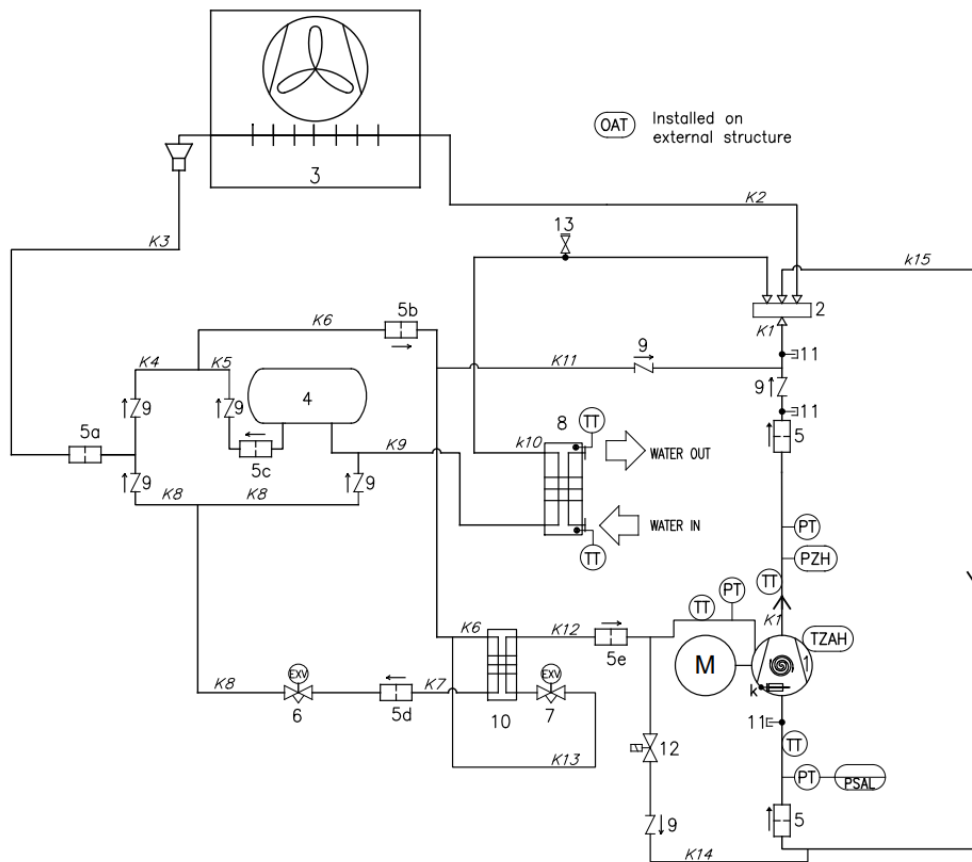 OAT
Installed on
external structure
3
K2
13
K3
k15
2
K1
5b
K6
11
9
K11
K4
K5
9
4
9
9
11
8
TT
5
5a
5c
K9
k10
WATER OUT
9
9
K8
K8
WATER IN
PT
TT
PZH
TT
PT
TT
K1
K6
K12
5e
TZAH
M
1
EXV
EXV
k
K8
K7
6
5d
10
7
11
12
TT
K13
PT
PSAL
9
5
K14